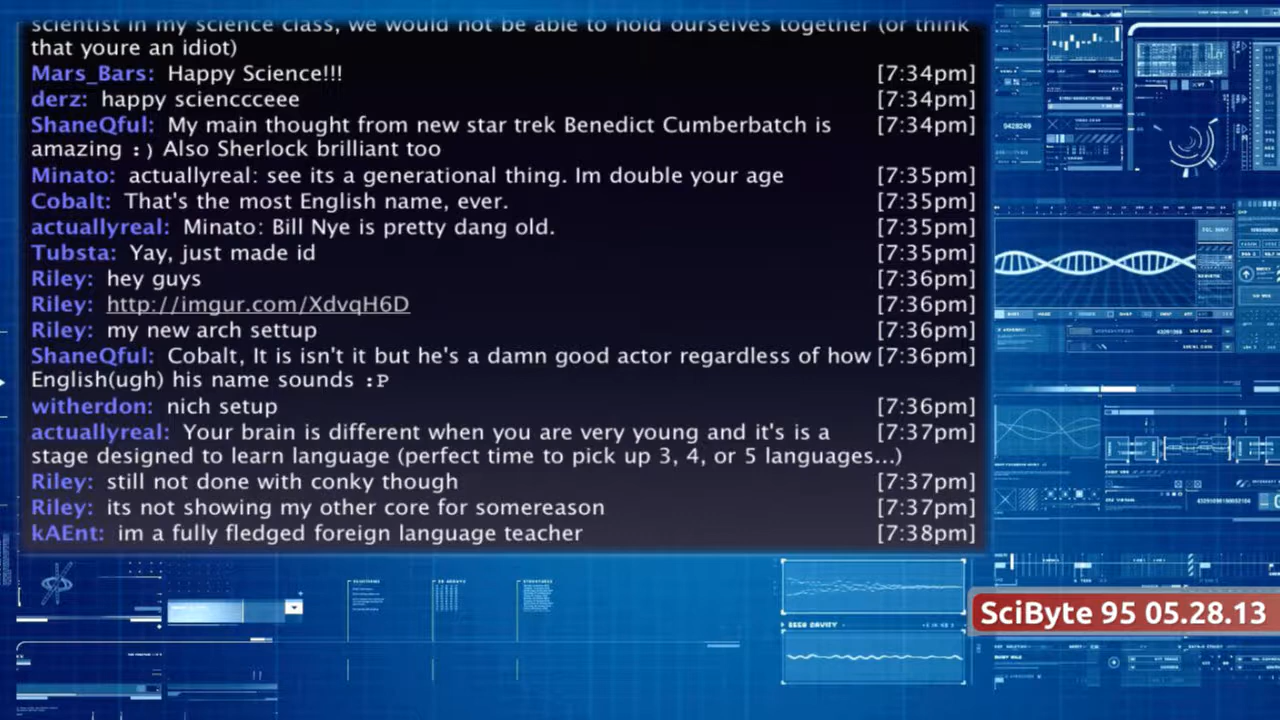 scientist in my science class, we would not be able to hold ourselves together (or think
that youre an idiot)
Mars_Bars: Happy Science!!! [7:34pm]
derz: happy scienccceee [7:34pm]
ShaneQful: My main thought from new star trek Benedict Cumberbatch is [7:34pm]
amazing :) Also Sherlock brilliant too
Minato: actuallyreal: see its a generational thing. Im double your age [7:35pm]
Cobalt: That's the most English name, ever. [7:35pm]
actuallyreal: Minato: Bill Nye is pretty dang old. [7:35pm]
Tubsta: Yay, just made id [7:35pm]
Riley: hey guys [7:36pm]
Riley: http://imgur.com/XdvqH6D [7:36pm]
Riley: my new arch settup [7:36pm]
ShaneQful: Cobalt, It is isn't it but he's a damn good actor regardless of how [7:36pm]
English(ugh) his name sounds :P
witherdon: nich setup [7:36pm]
actuallyreal: Your brain is different when you are very young and it's is a [7:37pm]
stage designed to learn language (perfect time to pick up 3, 4, or 5 languages...)
Riley: still not done with conky though [7:37pm]
Riley: its not showing my other core for somereason [7:37pm]
kAEnt: im a fully fledged foreign language teacher [7:38pm]
SciByte 95 05.28.13